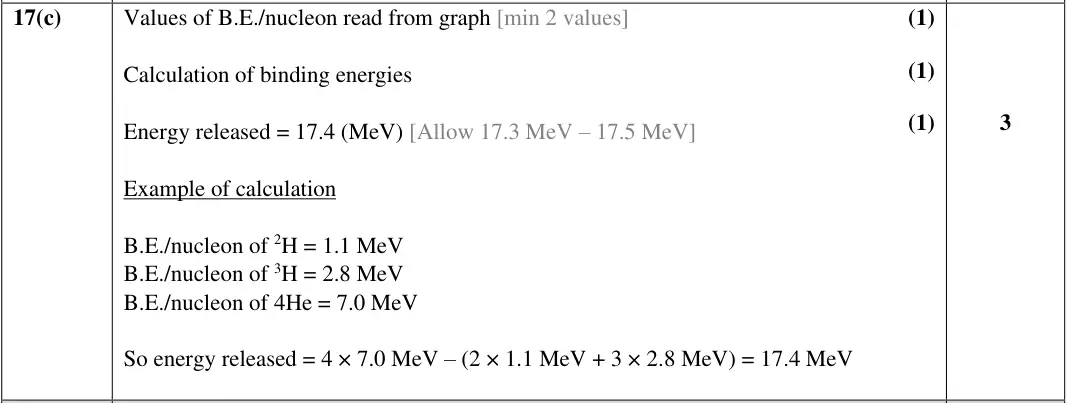 17(c) Values of B.E./nucleon read from graph [min 2 values] (1)
Calculation of binding energies (1)
Energy released = 17.4 (MeV) [Allow 17.3 MeV – 17.5 MeV] (1) 3
Example of calculation
B.E./nucleon of ²H = 1.1 MeV
B.E./nucleon of ³H = 2.8 MeV
B.E./nucleon of 4He = 7.0 MeV
So energy released = 4 × 7.0 MeV – (2 × 1.1 MeV + 3 × 2.8 MeV) = 17.4 MeV